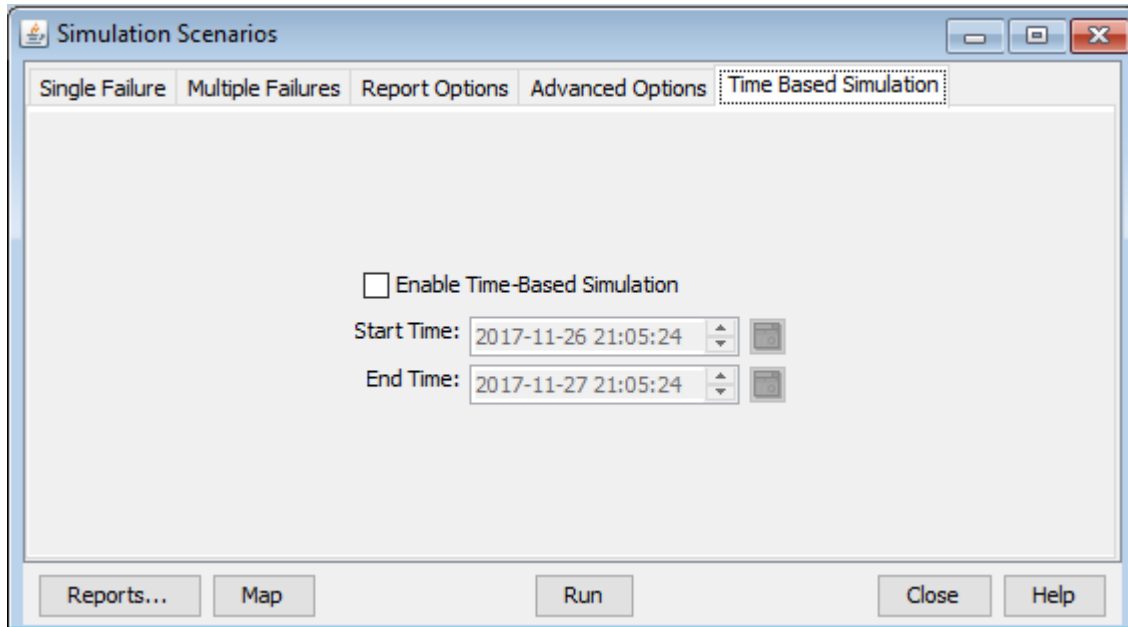 Simulation Scenarios
Single Failure Multiple Failures Report Options Advanced Options Time Based Simulation
Enable Time-Based Simulation
Start Time: 2017-11-26 21:05:24
End Time: 2017-11-27 21:05:24
Reports... Map Run Close Help